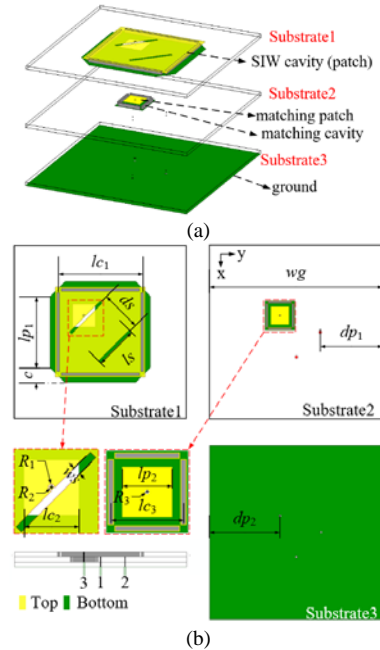 Substrate1
SIW cavity (patch)
Substrate2
matching patch
matching cavity
Substrate3
ground
(a)
lc1
ds
lp1
ls
c
Substrate1
y
x
wg
dp1
Substrate2
R1
R2
lc2
lp2
R3
lc3
dp2
3 1 2
Top Bottom
Substrate3
(b)